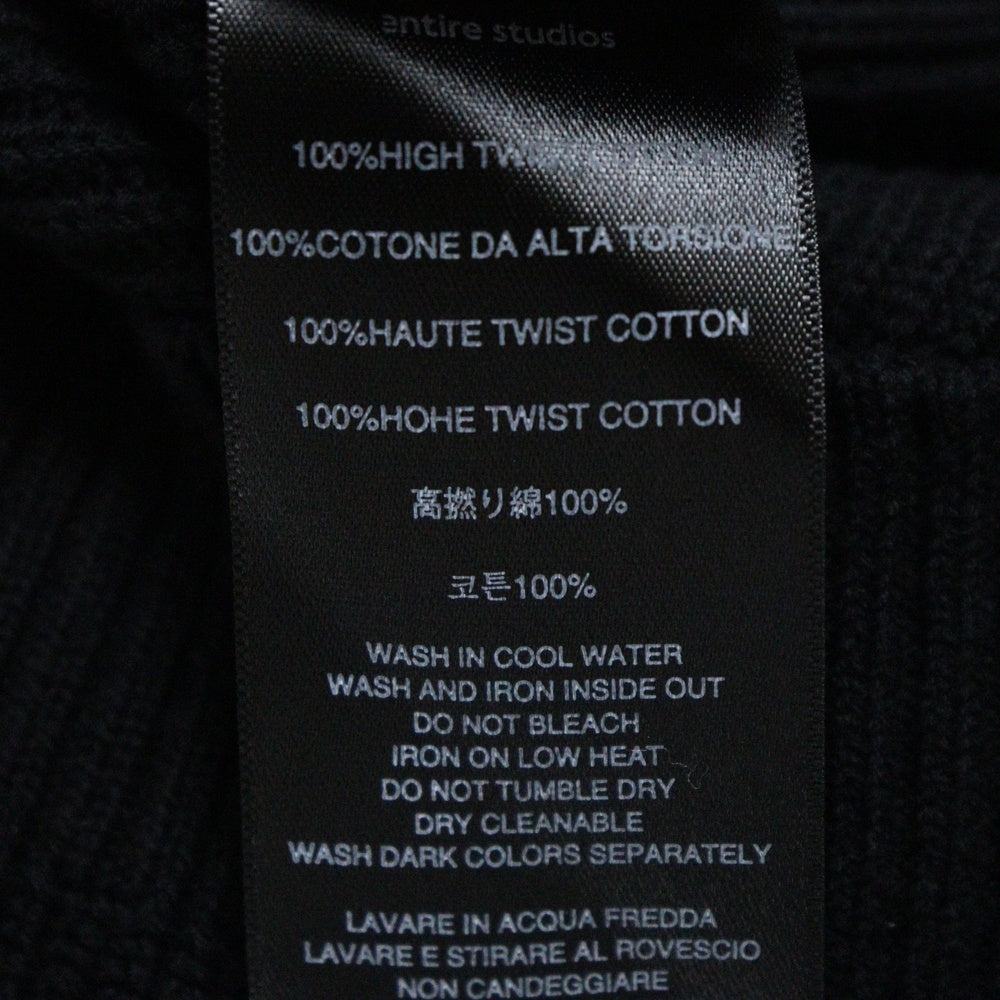 entire studios
100%HIGH TWIST COTTON
100%COTONE DA ALTA TORSIONE
100%HAUTE TWIST COTTON
100%HOHE TWIST COTTON
高撚り綿100%
코튼100%
WASH IN COOL WATER
WASH AND IRON INSIDE OUT
DO NOT BLEACH
IRON ON LOW HEAT
DO NOT TUMBLE DRY
DRY CLEANABLE
WASH DARK COLORS SEPARATELY
LAVARE IN ACQUA FREDDA
LAVARE E STIRARE AL ROVESCIO
NON CANDEGGIARE